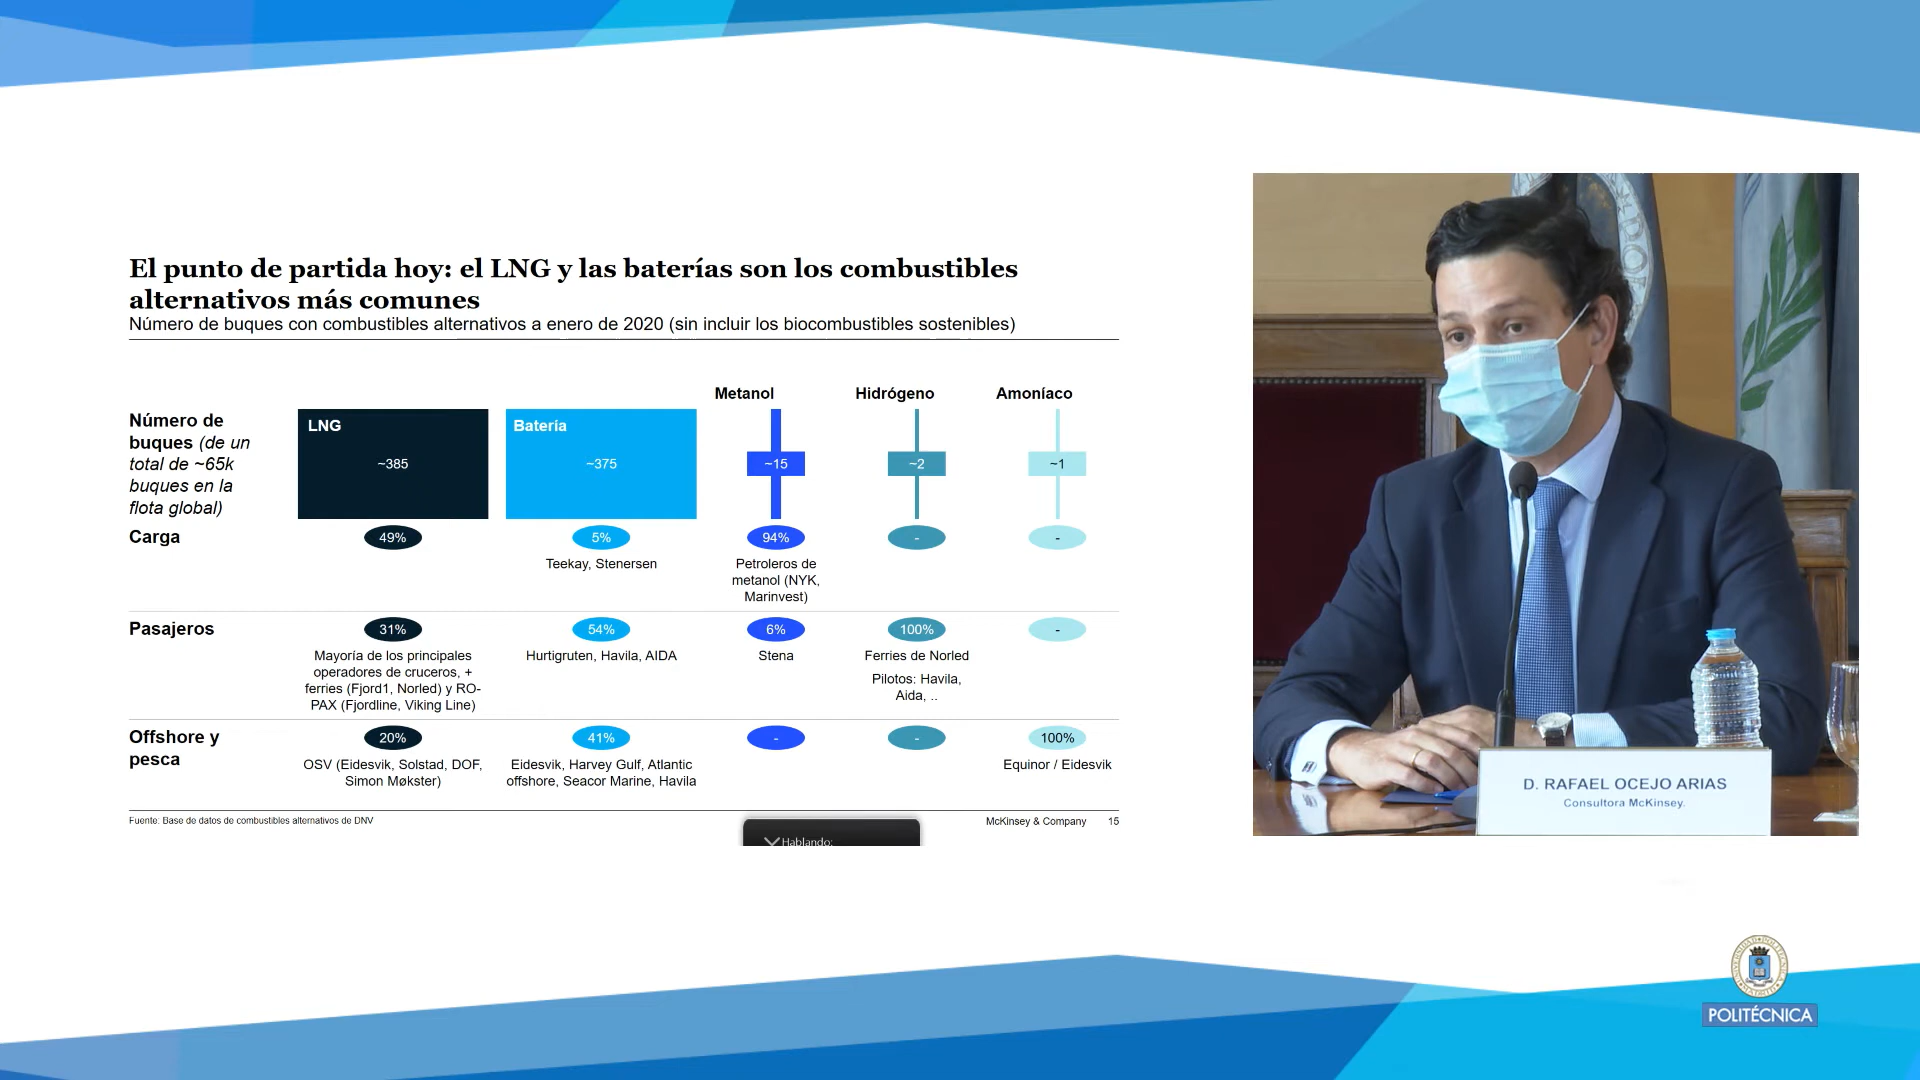 El punto de partida hoy: el LNG y las baterías son los combustibles
alternativos más comunes
Número de buques con combustibles alternativos a enero de 2020 (sin incluir los biocombustibles sostenibles)
Metanol Hidrógeno Amoníaco
Número de
buques (de un
total de ~65k
buques en la
flota global)
LNG
~385
Batería
~375
~15
~2
~1
Carga
49%
5%
Teekay, Stenersen
94%
Petroleros de
metanol (NYK,
Marinvest)
-
-
Pasajeros
31%
Mayoría de los principales
operadores de cruceros, +
ferries (Fjord1, Norled) y RO-
PAX (Fjordline, Viking Line)
54%
Hurtigruten, Havila, AIDA
6%
Stena
100%
Ferries de Norled
Pilotos: Havila,
Aida, ..
-
Offshore y
pesca
20%
OSV (Eidesvik, Solstad, DOF,
Simon Møkster)
41%
Eidesvik, Harvey Gulf, Atlantic
offshore, Seacor Marine, Havila
-
-
100%
Equinor / Eidesvik
Fuente: Base de datos de combustibles alternativos de DNV
McKinsey & Company 15
Hablando:
D. RAFAEL OCEJO ARIAS
Consultora McKinsey.
POLITÉCNICA